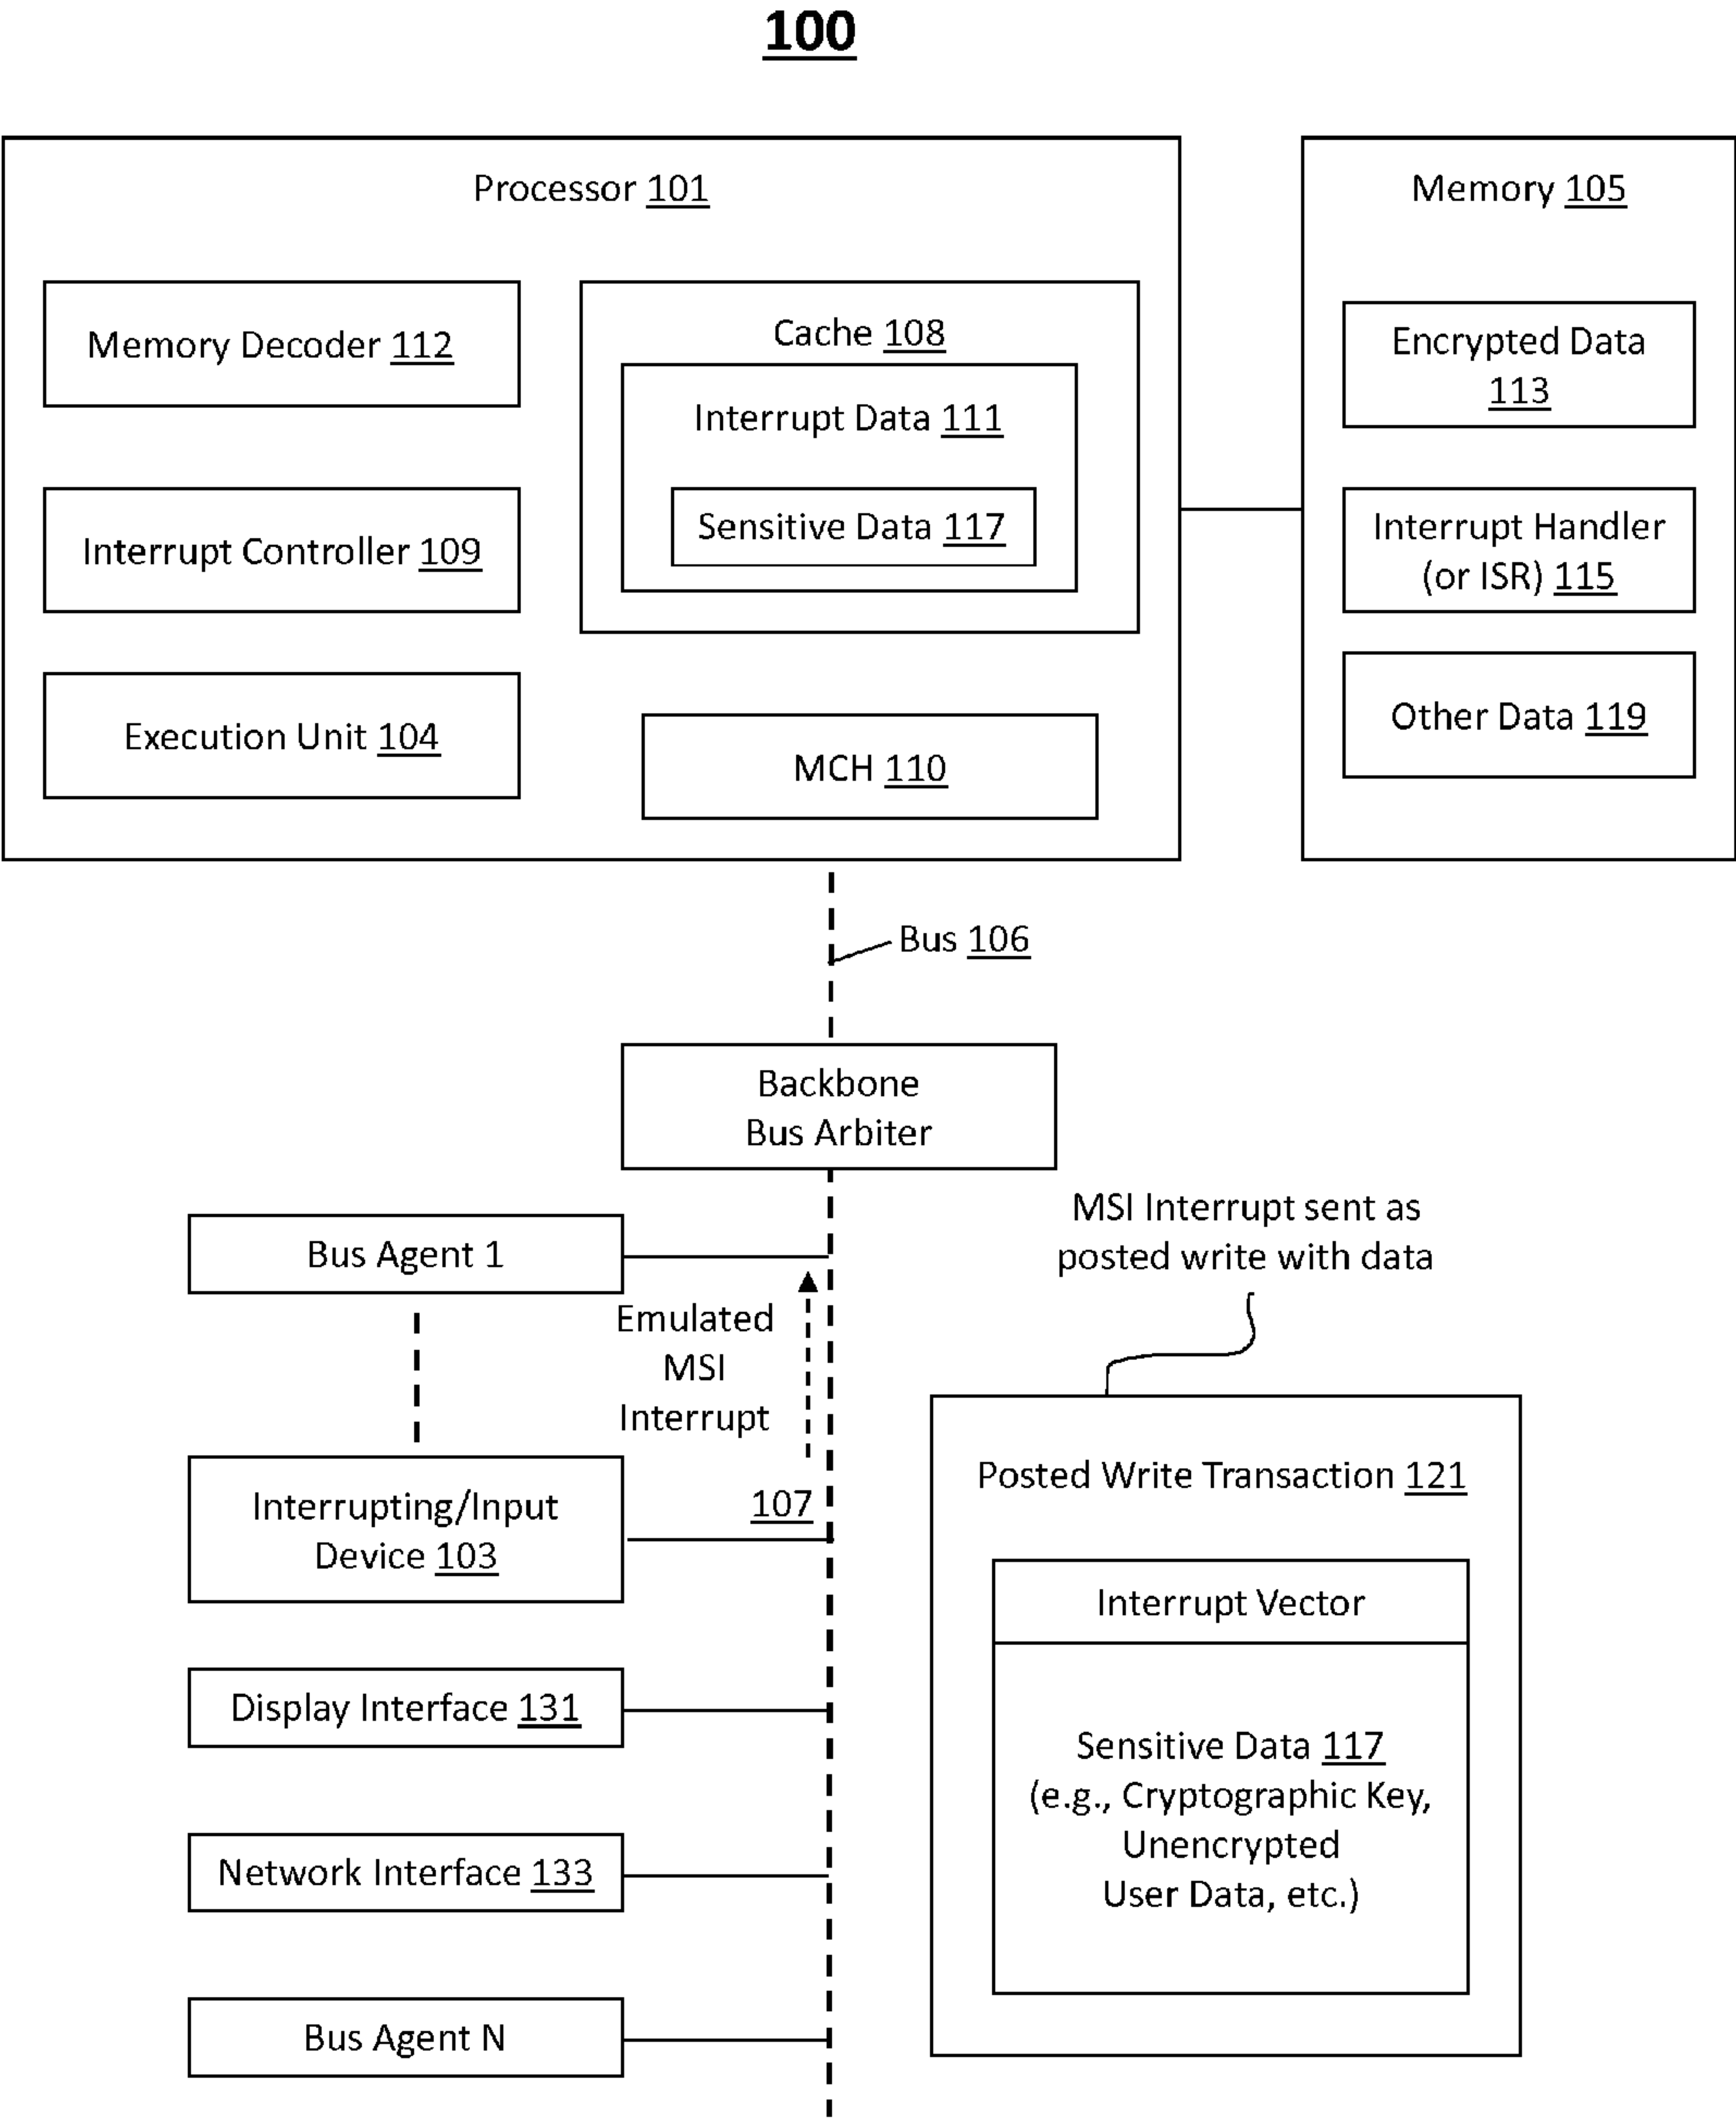 100
Processor 101
Memory 105
Memory Decoder 112
Cache 108
Interrupt Data 111
Sensitive Data 117
Interrupt Controller 109
Execution Unit 104
MCH 110
Encrypted Data
113
Interrupt Handler
(or ISR) 115
Other Data 119
Bus 106
Backbone
Bus Arbiter
Bus Agent 1
Emulated
MSI
Interrupt
107
Interrupting/Input
Device 103
Display Interface 131
Network Interface 133
Bus Agent N
MSI Interrupt sent as
posted write with data
Posted Write Transaction 121
Interrupt Vector
Sensitive Data 117
(e.g., Cryptographic Key,
Unencrypted
User Data, etc.)